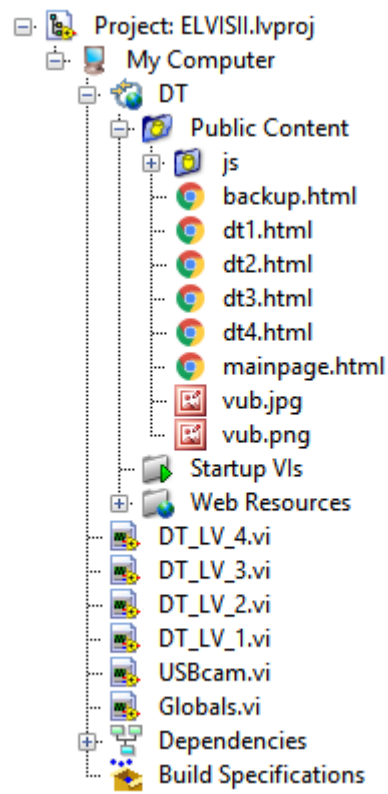 Project: ELVISII.lvproj
My Computer
DT
Public Content
js
backup.html
dt1.html
dt2.html
dt3.html
dt4.html
mainpage.html
vub.jpg
vub.png
Startup VIs
Web Resources
DT_LV_4.vi
DT_LV_3.vi
DT_LV_2.vi
DT_LV_1.vi
USBcam.vi
Globals.vi
Dependencies
Build Specifications